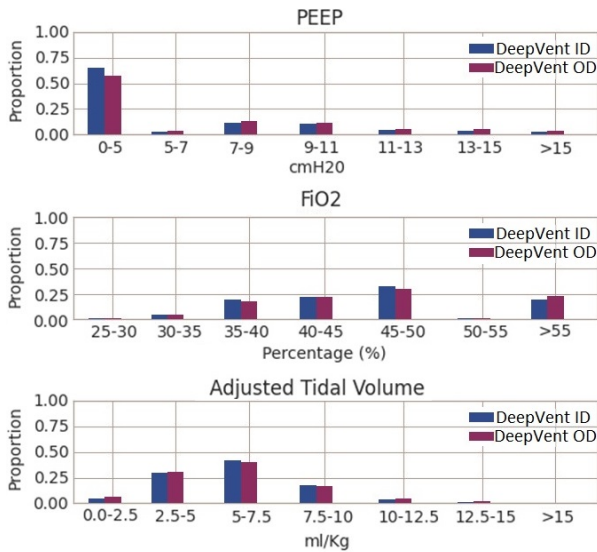 PEEP
Proportion
1.00
0.75
0.50
0.25
0.00
DeepVent ID
DeepVent OD
0-5 5-7 7-9 9-11 11-13 13-15 >15
cmH20
FiO2
Proportion
1.00
0.75
0.50
0.25
0.00
DeepVent ID
DeepVent OD
25-30 30-35 35-40 40-45 45-50 50-55 >55
Percentage (%)
Adjusted Tidal Volume
Proportion
1.00
0.75
0.50
0.25
0.00
DeepVent ID
DeepVent OD
0.0-2.5 2.5-5 5-7.5 7.5-10 10-12.5 12.5-15 >15
ml/Kg